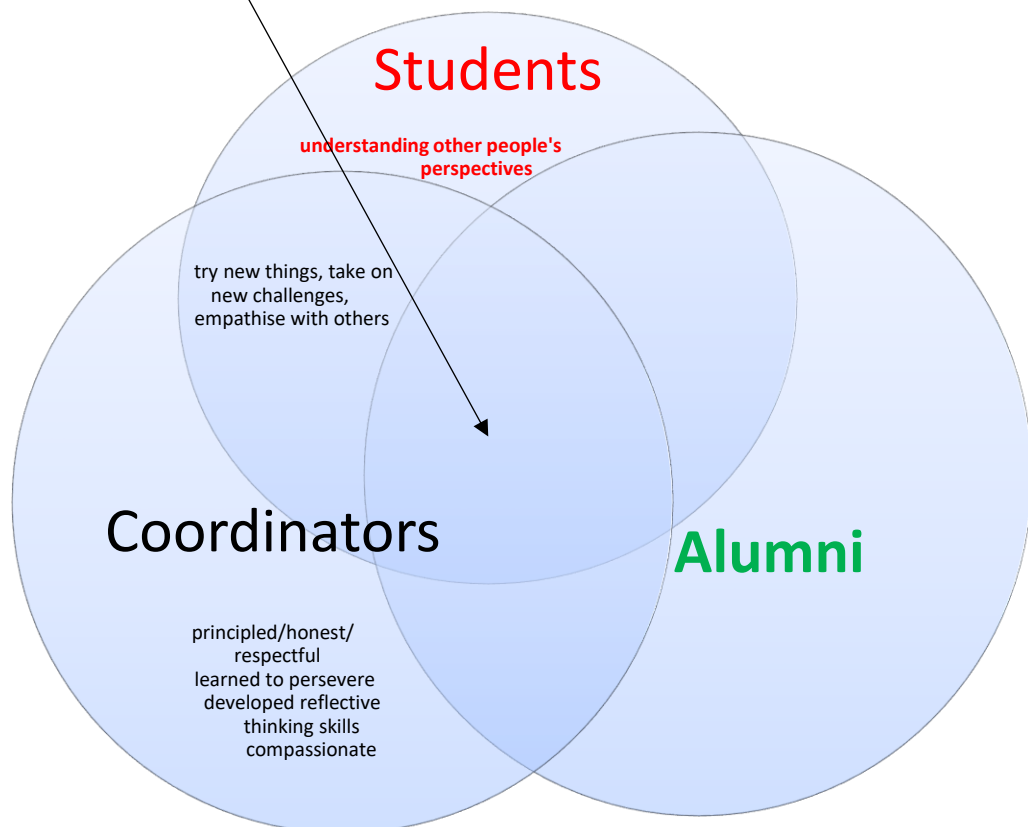 Students
understanding other people's
perspectives
try new things, take on
new challenges,
empathise with others
Coordinators
Alumni
principled/honest/
respectful
learned to persevere
developed reflective
thinking skills
compassionate